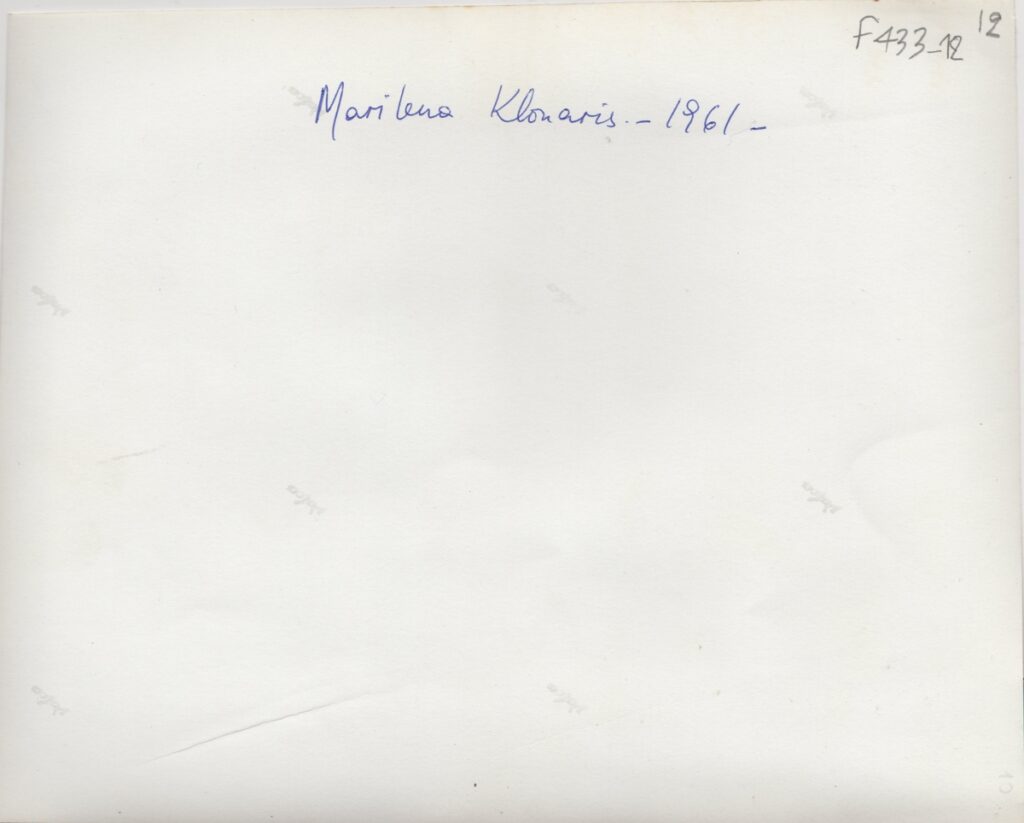 12
F433-12
Marilena Klonaris. - 1961 -